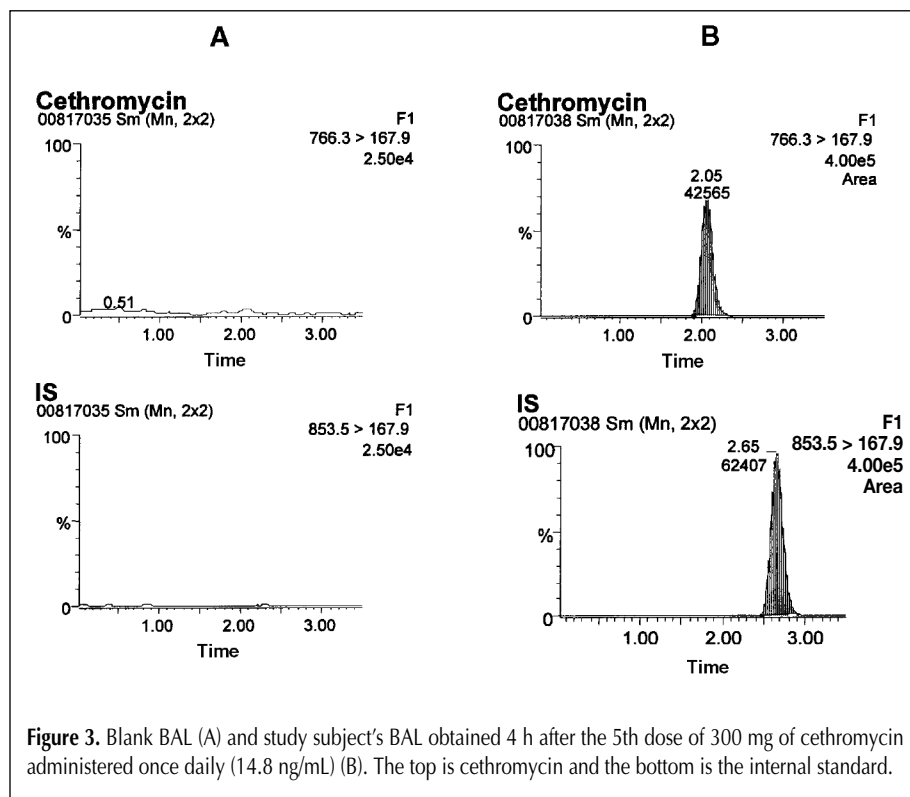 A
Cethromycin
00817035 Sm (Mn, 2x2)
F1
766.3 > 167.9
2.50e4
100
%
0
0.51
1.00 2.00 3.00
Time
IS
00817035 Sm (Mn, 2x2)
F1
853.5 > 167.9
2.50e4
100
%
0
1.00 2.00 3.00
Time
B
Cethromycin
00817038 Sm (Mn, 2x2)
F1
766.3 > 167.9
4.00e5
Area
100
2.05
42565
%
0
1.00 2.00 3.00
Time
IS
00817038 Sm (Mn, 2x2)
F1
853.5 > 167.9
4.00e5
Area
100
2.65
62407
%
0
1.00 2.00 3.00
Time
Figure 3. Blank BAL (A) and study subject's BAL obtained 4 h after the 5th dose of 300 mg of cethromycin
administered once daily (14.8 ng/mL) (B). The top is cethromycin and the bottom is the internal standard.